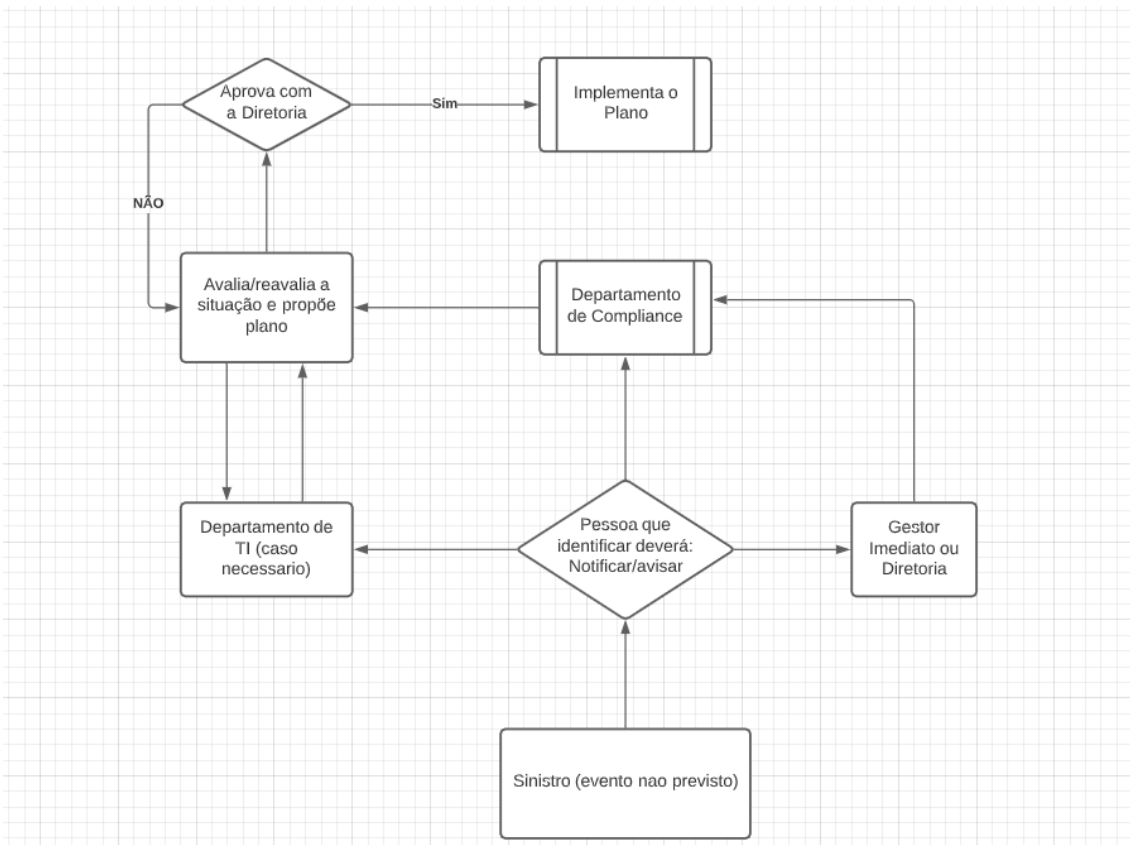 Aprova com
a Diretoria
Sim
Implementa o
Plano
NÃO
Avalia/reavalia a
situação e propõe
plano
Departamento
de Compliance
Departamento de
TI (caso
necessario)
Pessoa que
identificar deverá:
Notificar/avisar
Gestor
Imediato ou
Diretoria
Sinistro (evento nao previsto)